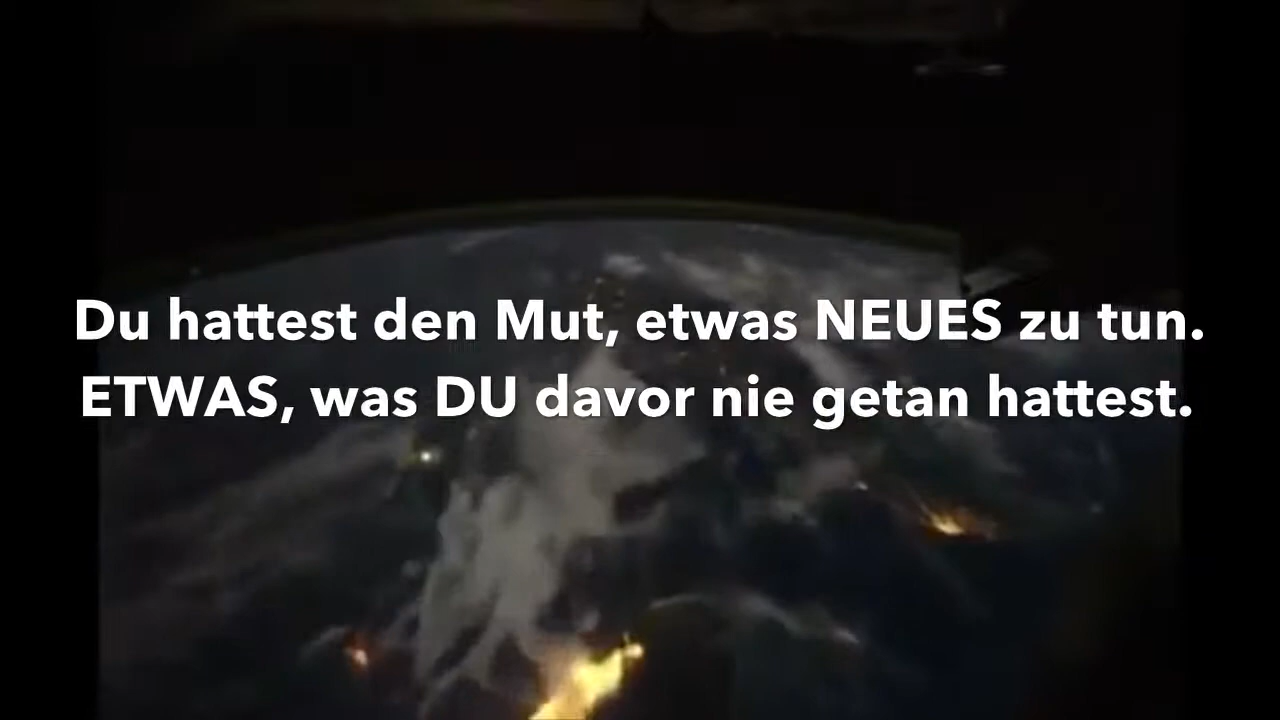 Du hattest den Mut, etwas NEUES zu tun.
ETWAS, was DU davor nie getan hattest.